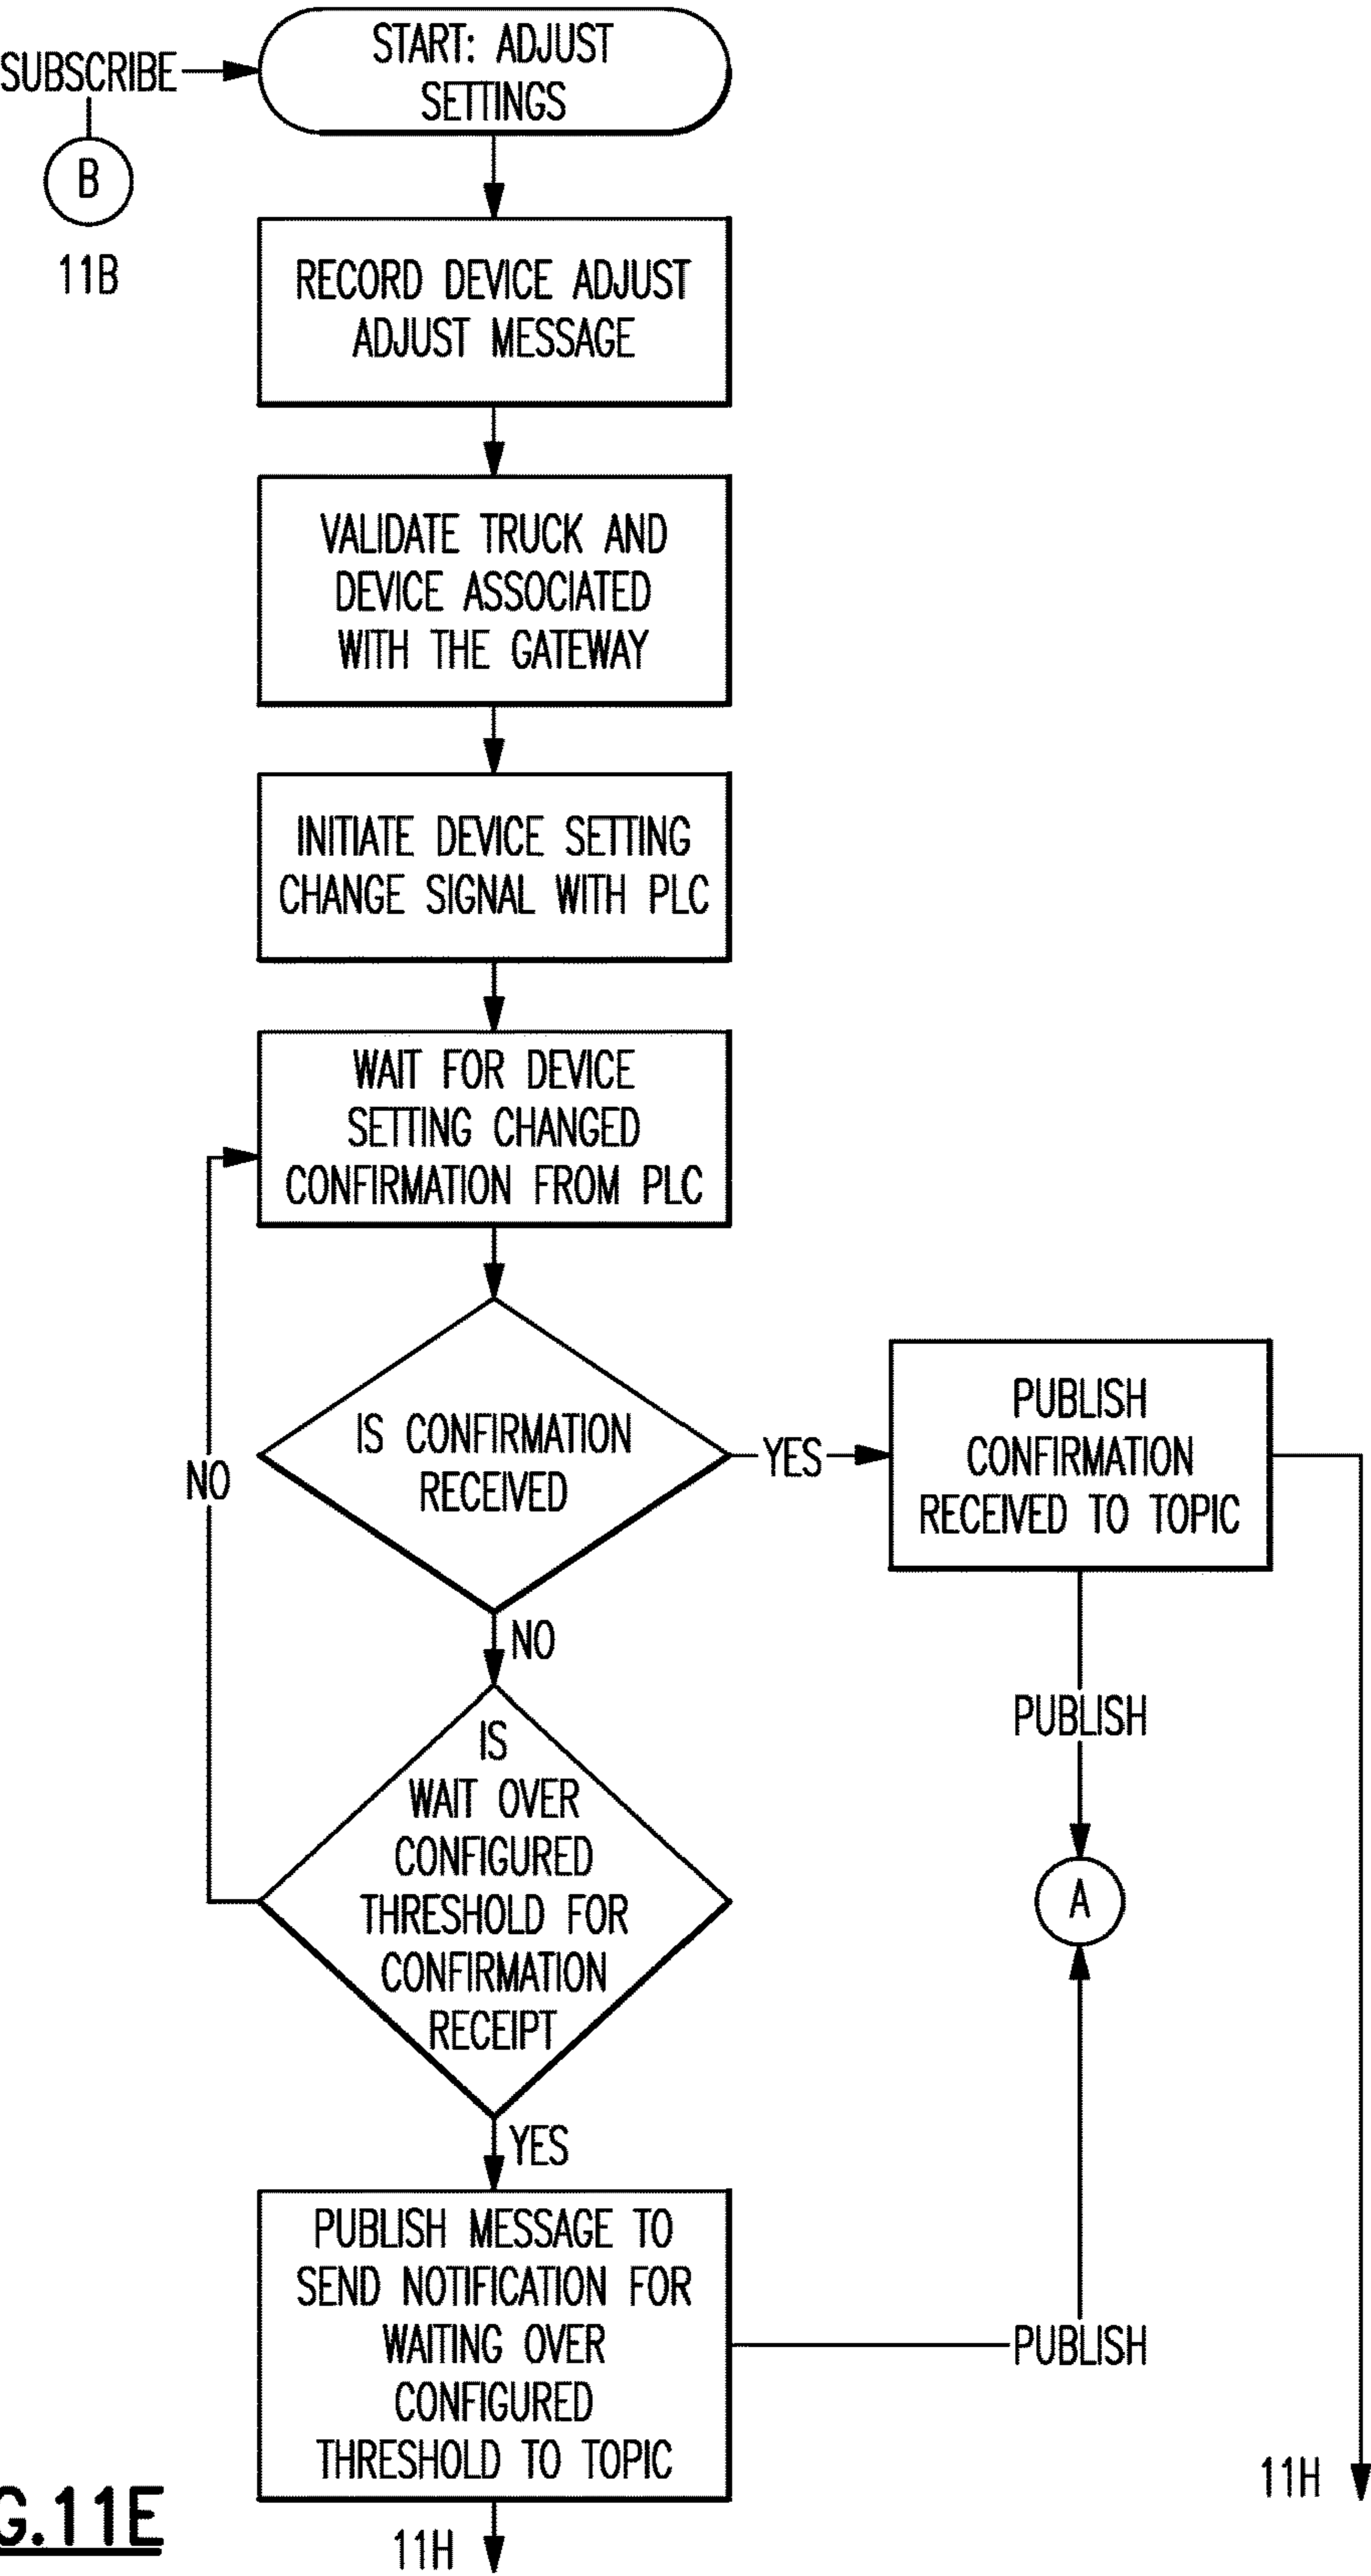 SUBSCRIBE
START: ADJUST
SETTINGS
B
11B
RECORD DEVICE ADJUST
ADJUST MESSAGE
VALIDATE TRUCK AND
DEVICE ASSOCIATED
WITH THE GATEWAY
INITIATE DEVICE SETTING
CHANGE SIGNAL WITH PLC
WAIT FOR DEVICE
SETTING CHANGED
CONFIRMATION FROM PLC
IS CONFIRMATION
RECEIVED
YES
PUBLISH
CONFIRMATION
RECEIVED TO TOPIC
NO
NO
PUBLISH
IS
WAIT OVER
CONFIGURED
THRESHOLD FOR
CONFIRMATION
RECEIPT
A
YES
PUBLISH MESSAGE TO
SEND NOTIFICATION FOR
WAITING OVER
CONFIGURED
THRESHOLD TO TOPIC
PUBLISH
11H
11H
G.11E